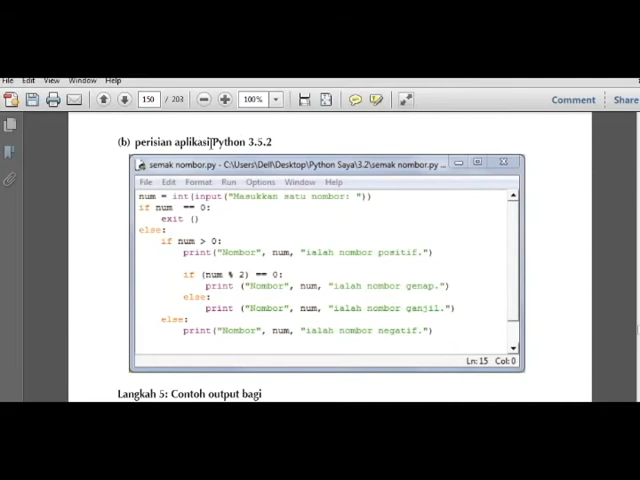 File Edit View Window Help
150 / 203 100% Comment Share
(b) perisian aplikasi Python 3.5.2
semak nombor.py - C:\Users\Dell\Desktop\Python Saya\3.2\semak nombor.py ...
File Edit Format Run Options Window Help
num = int(input("Masukkan satu nombor: "))
if num == 0:
exit ()
else:
if num > 0:
print("Nombor", num, "ialah nombor positif.")
if (num % 2) == 0:
print ("Nombor", num, "ialah nombor genap.")
else:
print ("Nombor", num, "ialah nombor ganjil.")
else:
print("Nombor", num, "ialah nombor negatif.")
Ln: 15 Col: 0
Langkah 5: Contoh output bagi